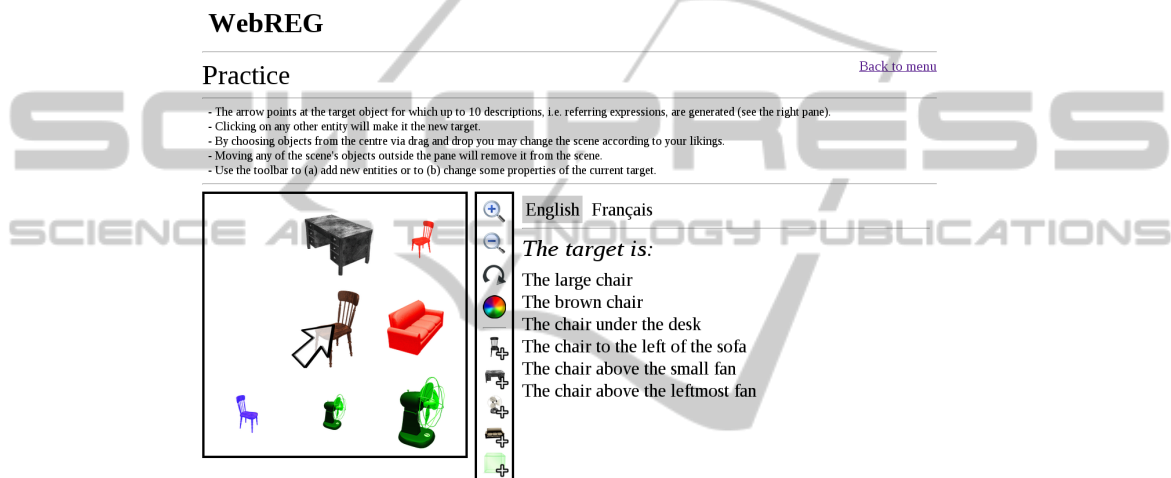 WebREG
Practice
Back to menu
- The arrow points at the target object for which up to 10 descriptions, i.e. referring expressions, are generated (see the right pane).
- Clicking on any other entity will make it the new target.
- By choosing objects from the centre via drag and drop you may change the scene according to your likings.
- Moving any of the scene's objects outside the pane will remove it from the scene.
- Use the toolbar to (a) add new entities or to (b) change some properties of the current target.
SCITEPRESS
SCIENCE AND TECHNOLOGY PUBLICATIONS
English Français
The target is:
The large chair
The brown chair
The chair under the desk
The chair to the left of the sofa
The chair above the small fan
The chair above the leftmost fan